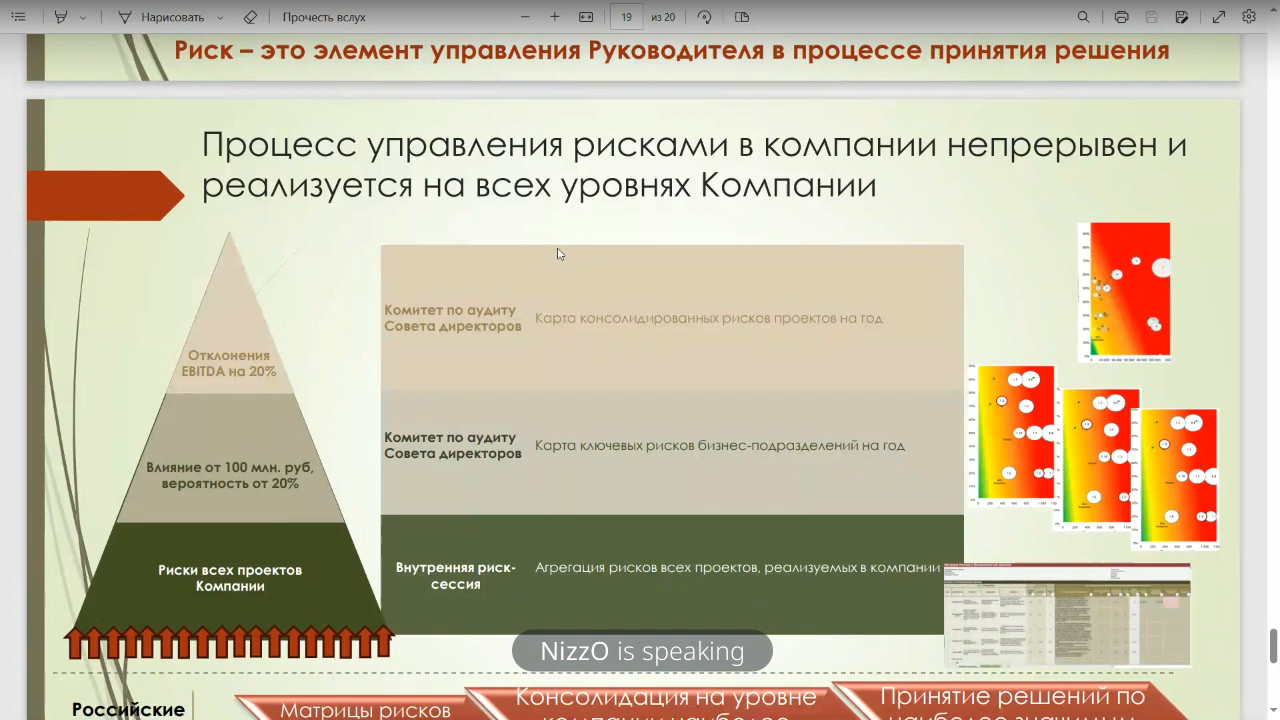 Нарисовать
Прочесть вслух
19
из 20
Риск – это элемент управления Руководителя в процессе принятия решения
Процесс управления рисками в компании непрерывен и
реализуется на всех уровнях Компании
Отклонения
EBITDA на 20%
Влияние от 100 млн. руб,
вероятность от 20%
Риски всех проектов
Компании
Комитет по аудиту
Совета директоров
Карта консолидированных рисков проектов на год
Комитет по аудиту
Совета директоров
Карта ключевых рисков бизнес-подразделений на год
Внутренняя риск-
сессия
Агрегация рисков всех проектов, реализуемых в компании
NizzO is speaking
Российские
Матрицы рисков
Консолидация на уровне
компании наиболее
Принятие решений по
наиболее значимым